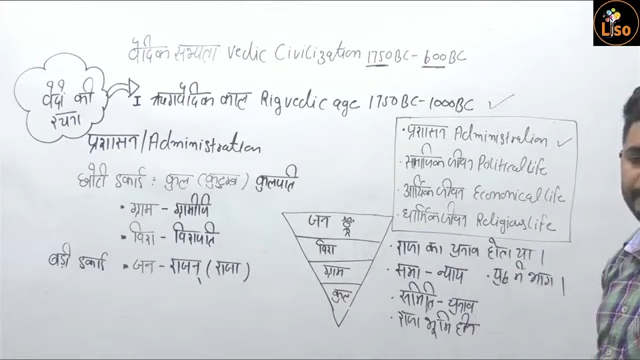 Liso
वैदिक सभ्यता Vedic Civilization 1750BC - 600BC
वेदों की
रचना
I ऋग्वैदिक काल Rigvedic age 1750BC-1000BC ✓
प्रशासन/Administration
छोटी इकाई : कुल (कुटुम्ब) कुलपति
• ग्राम - ग्रामणि
• विश - विशपति
बड़ी इकाई • जन - राजन् (राजा)
जन
विश
ग्राम
कुल
• प्रशासन Administration ✓
• Political life
• आर्थिक जीवन Economical life
• धार्मिक जीवन Religious life
• राजा का चुनाव होता था।
• सभा - न्याय • युद्ध में भाग।
• समिति - चुनाव
• राजा भूमि हीन